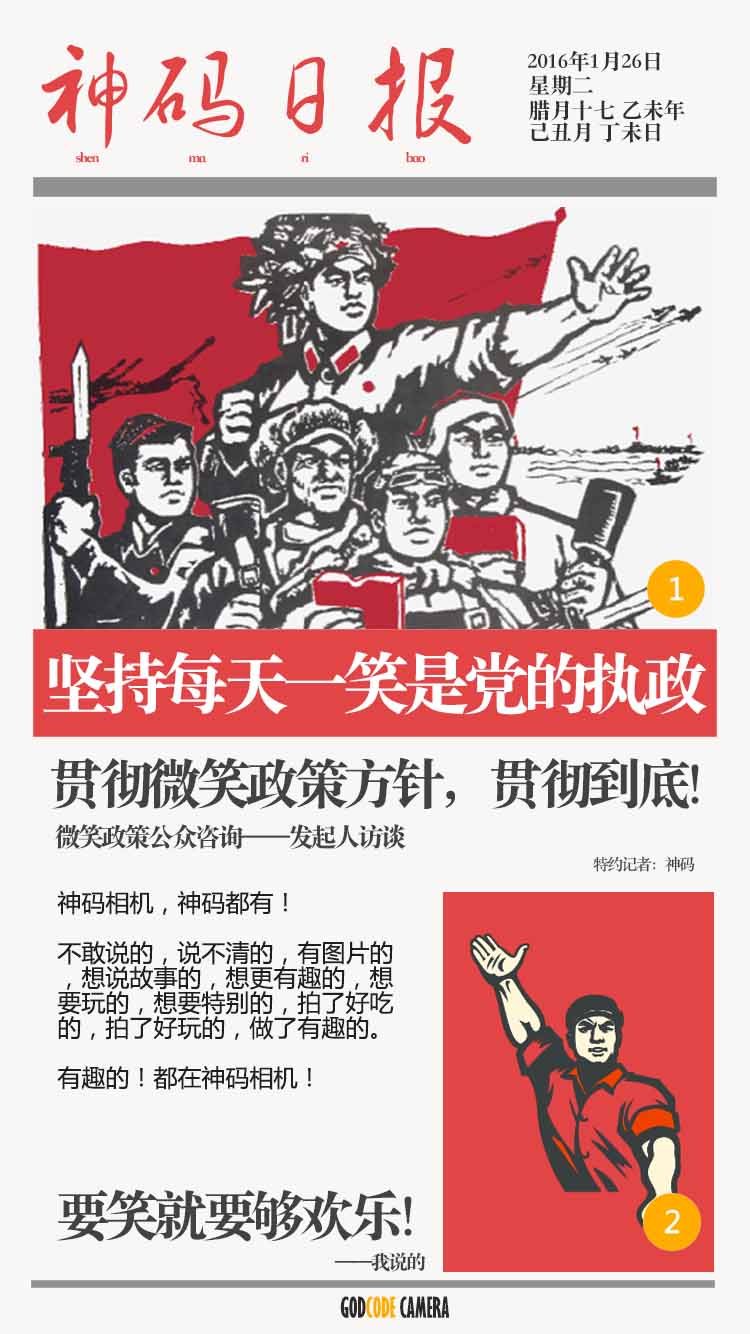 神码日报
shen ma ri bao
2016年1月26日
星期二
腊月十七 乙未年
己丑月 丁未日
1
坚持每天一笑是党的执政
贯彻微笑政策方针，贯彻到底!
微笑政策公众咨询——发起人访谈
特约记者：神码
神码相机，神码都有！
不敢说的，说不清的，有图片的
，想说故事的，想更有趣的，想
要玩的，想要特别的，拍了好吃
的，拍了好玩的，做了有趣的。
有趣的！都在神码相机！
要笑就要够欢乐!
——我说的
2
GODCODE CAMERA